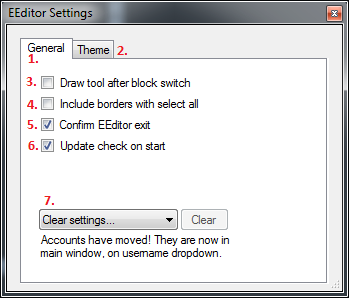 EEditor Settings
General Theme 2.
1.
3. Draw tool after block switch
4. Include borders with select all
5. Confirm EEditor exit
6. Update check on start
7.
Clear settings... Clear
Accounts have moved! They are now in
main window, on username dropdown.